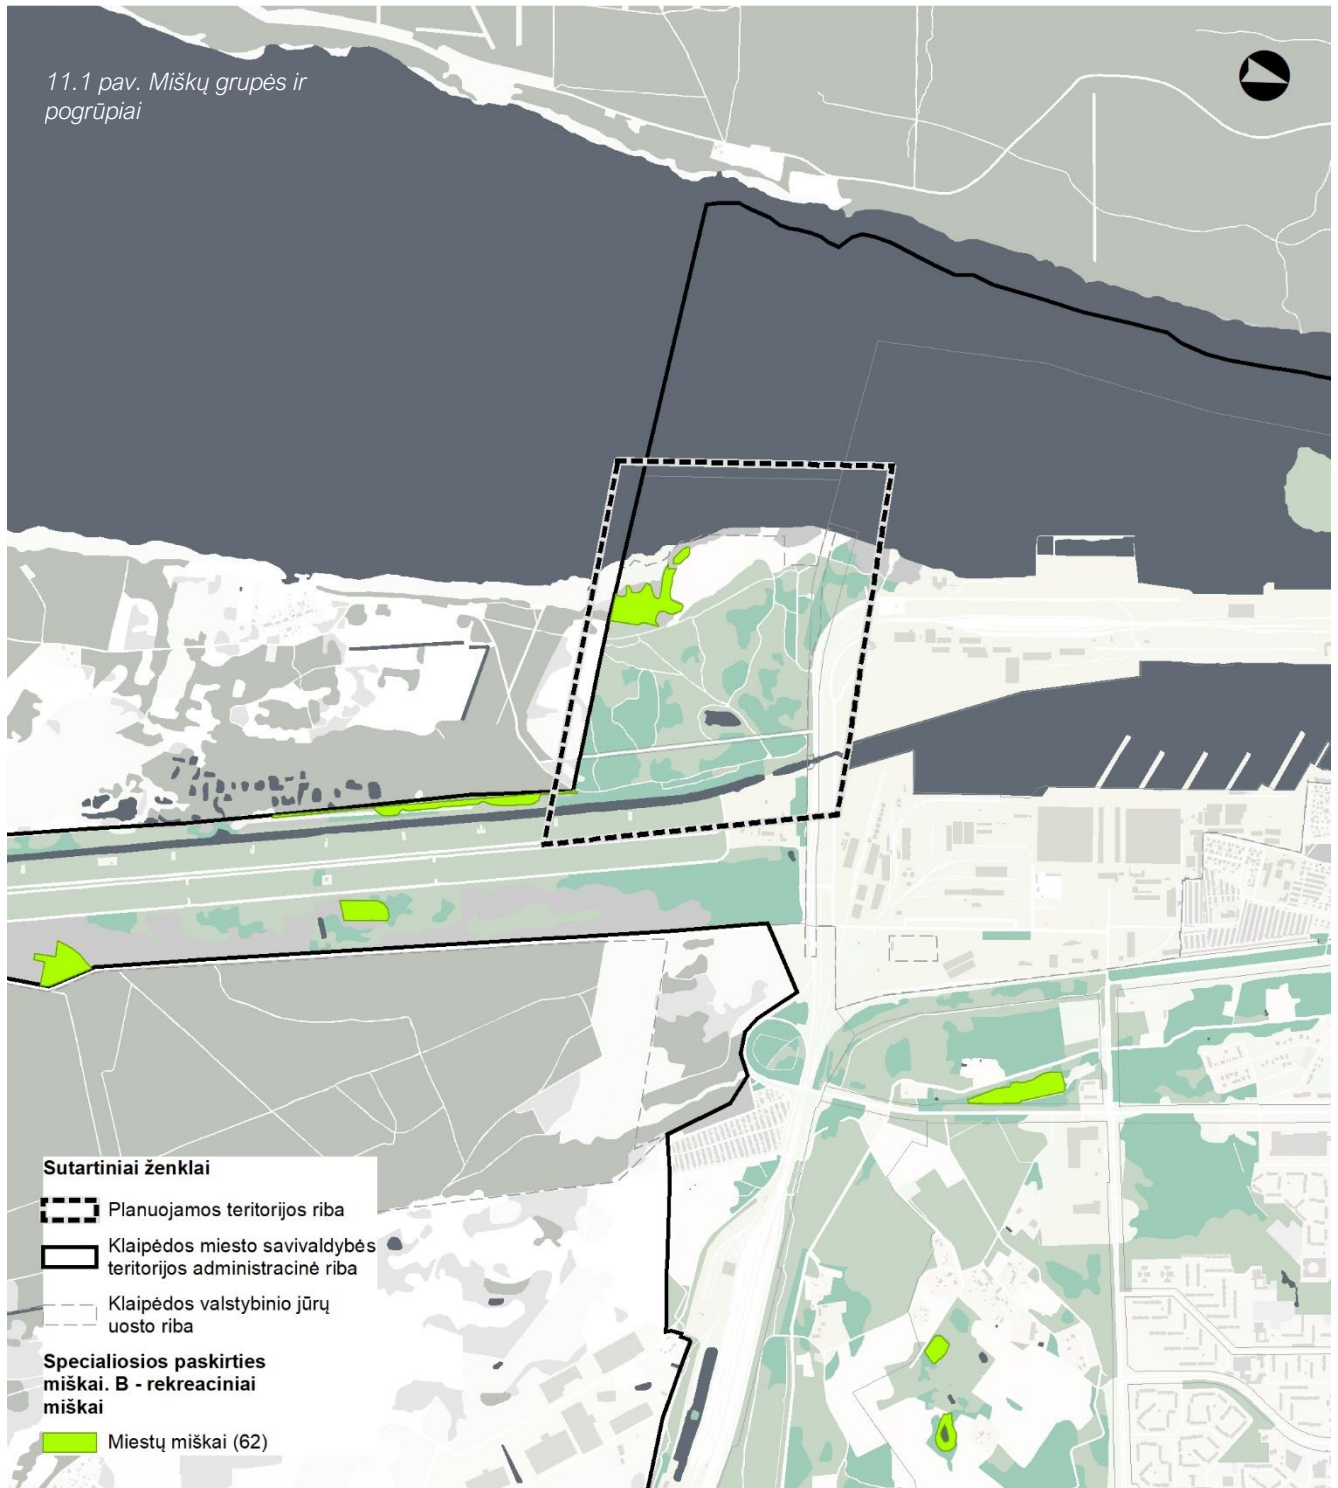 11.1 pav. Miškų grupės ir
pogrūpiai
Sutartiniai ženklai
Planuojamos teritorijos riba
Klaipėdos miesto savivaldybės
teritorijos administracinė riba
Klaipėdos valstybinio jūrų
uosto riba
Specialiosios paskirties
miškai. B - rekreaciniai
miškai
Miestų miškai (62)